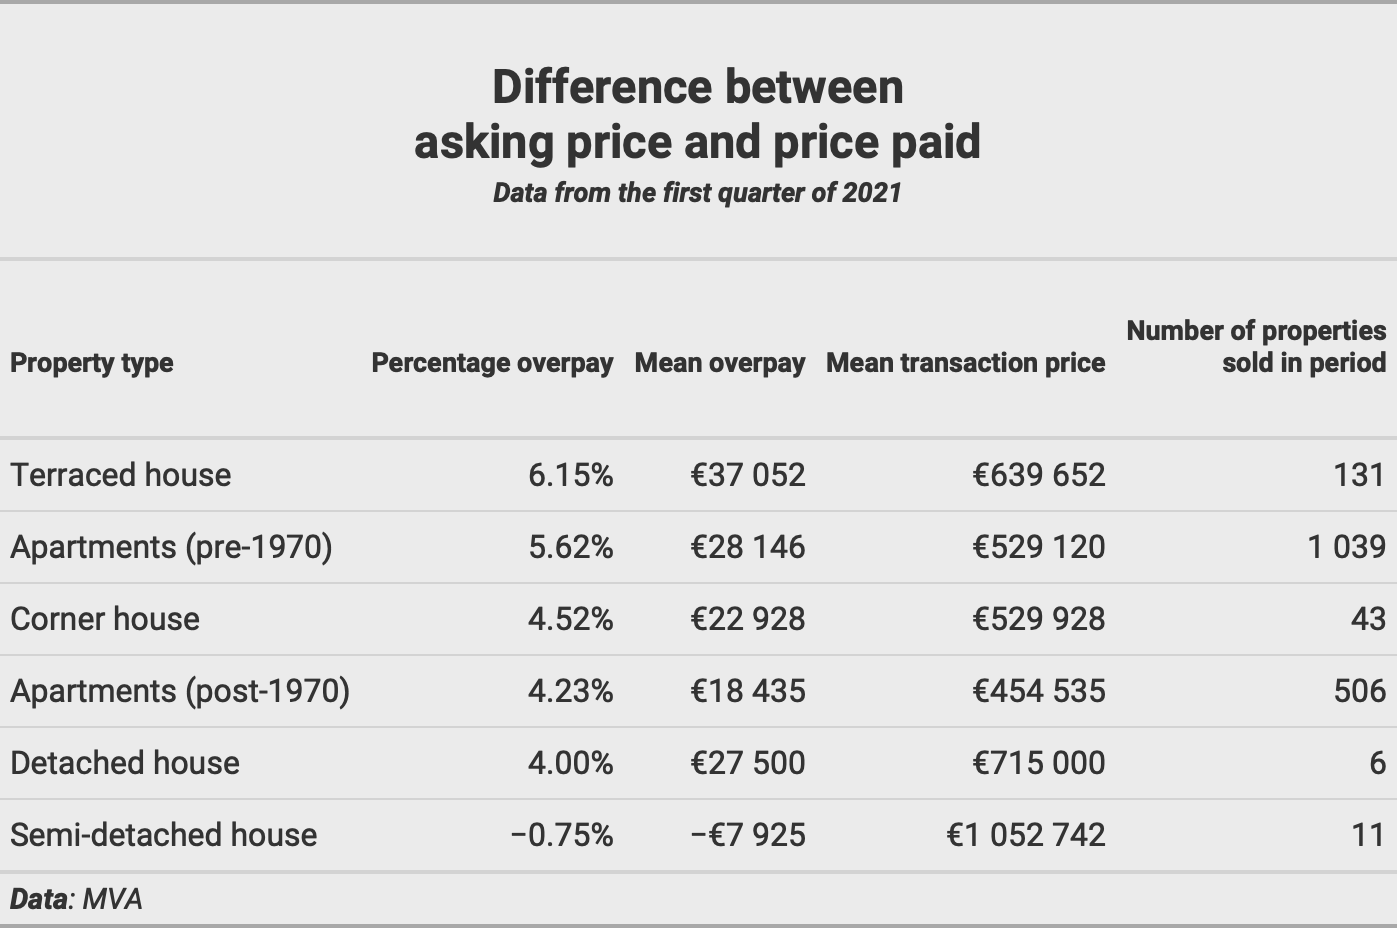 Difference between
asking price and price paid
Data from the first quarter of 2021
Property type Percentage overpay Mean overpay Mean transaction price Number of properties
sold in period
Terraced house 6.15% €37 052 €639 652 131
Apartments (pre-1970) 5.62% €28 146 €529 120 1 039
Corner house 4.52% €22 928 €529 928 43
Apartments (post-1970) 4.23% €18 435 €454 535 506
Detached house 4.00% €27 500 €715 000 6
Semi-detached house −0.75% −€7 925 €1 052 742 11
Data: MVA